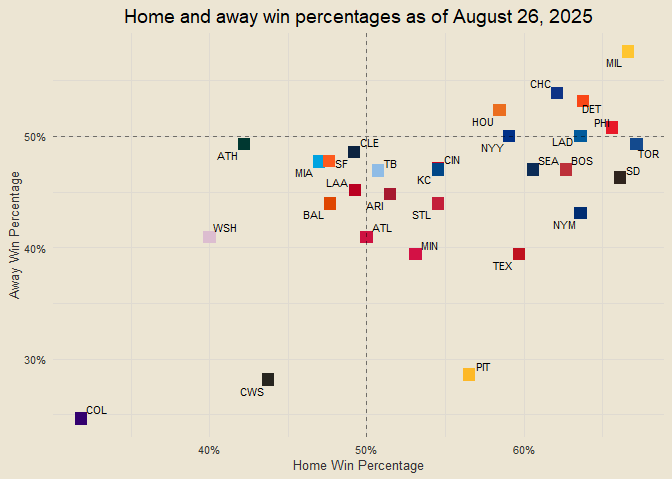 Home and away win percentages as of August 26, 2025
MIL
CHC
DET
HOU
PHI
50%
CLE
NYY
LAD
TOR
ATH
MIA
SF
TB
CIN
KC
SEA
BOS
SD
LAA
BAL
ARI
STL
NYM
WSH
ATL
MIN
TEX
40%
30%
PIT
CWS
COL
40%
50%
60%
Home Win Percentage
Away Win Percentage